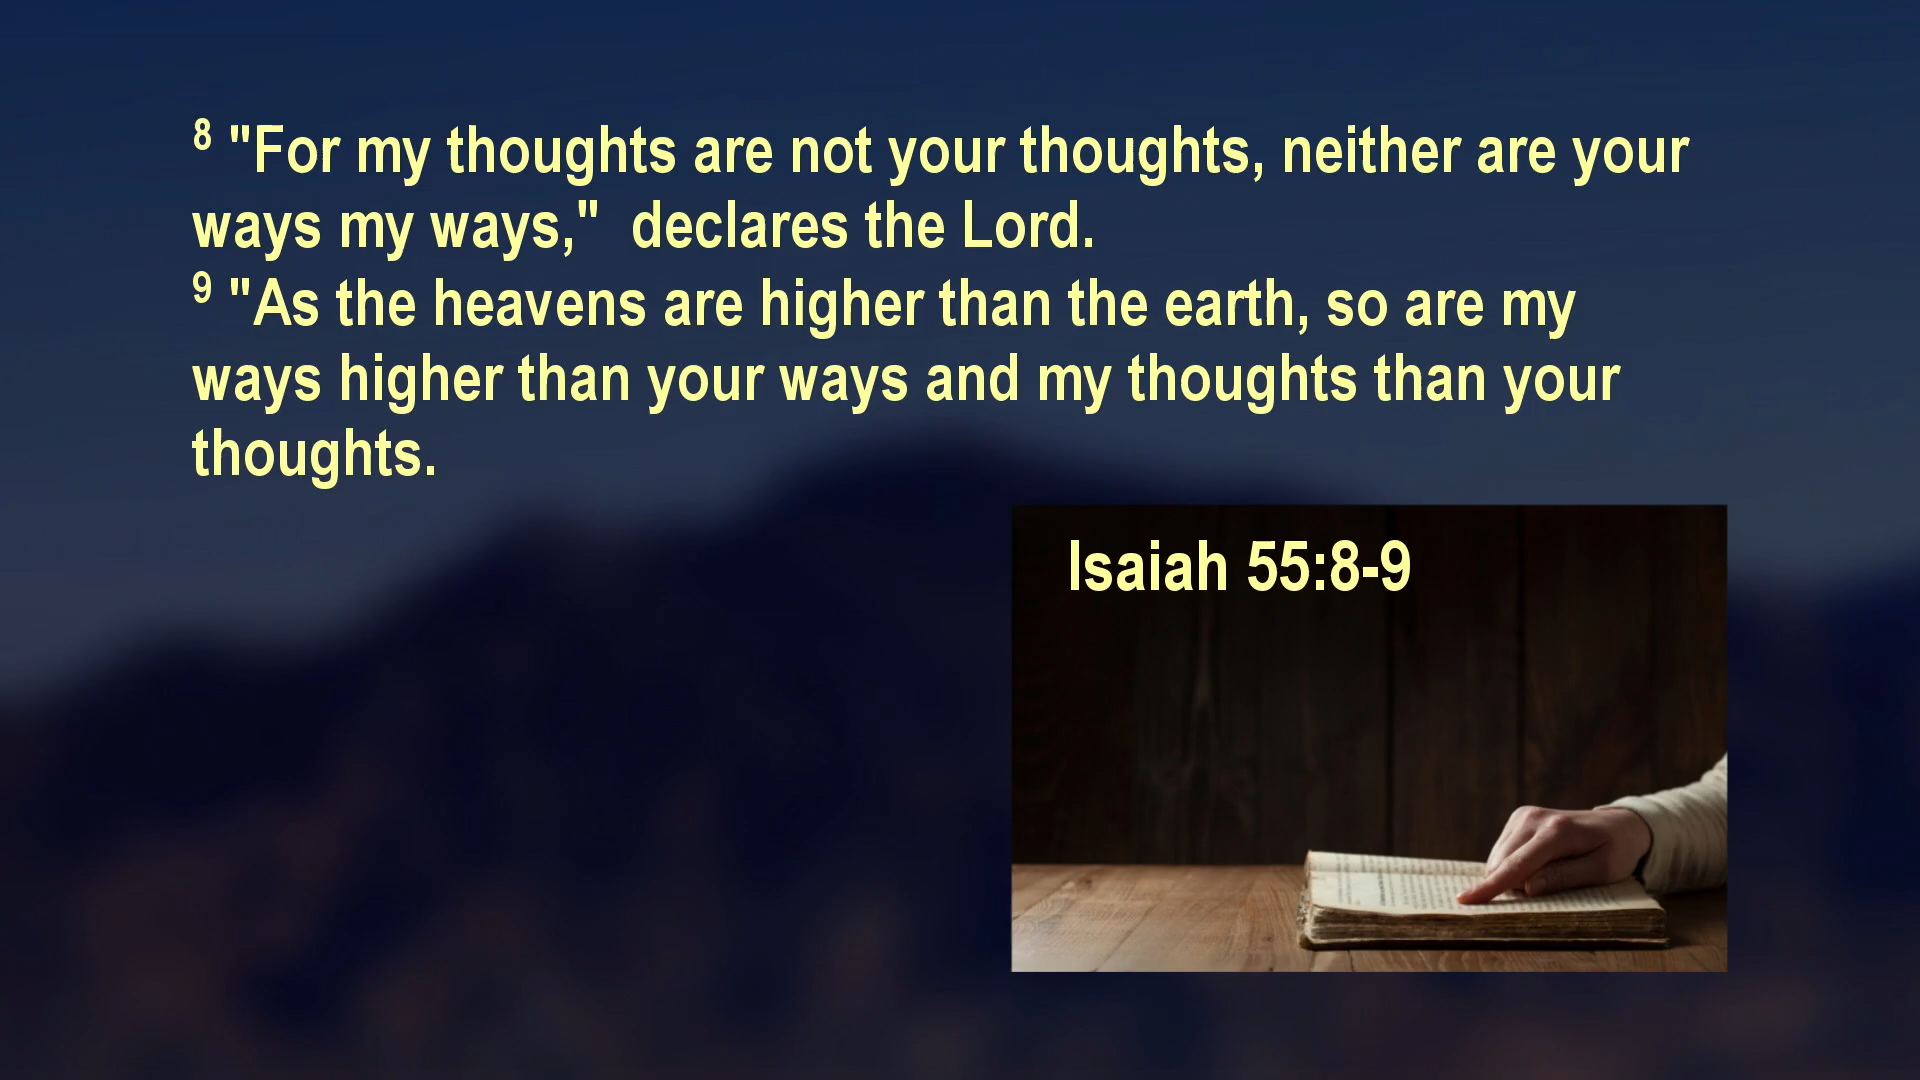 8 "For my thoughts are not your thoughts, neither are your
ways my ways,"  declares the Lord.
9 "As the heavens are higher than the earth, so are my
ways higher than your ways and my thoughts than your
thoughts.
Isaiah 55:8-9